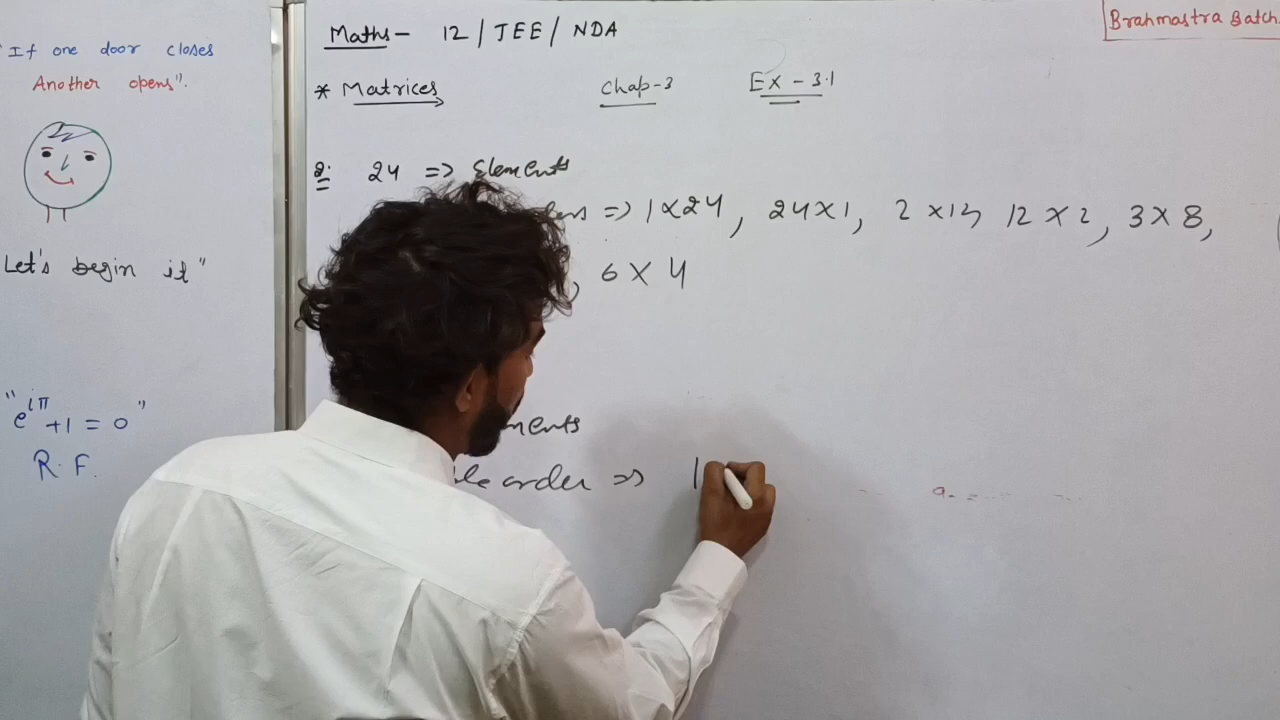 "If one door closes
Another opens".
Let's begin it"
"e^{iπ} +1 = 0"
R.F.
Maths - 12 / JEE / NDA
Brahmastra Batch
* Matrices Chap-3 Ex - 3.1
Q: 24 => Elements
=> 1×24, 24×1, 2×12, 12×2, 3×8,
, 6×4
order => 1